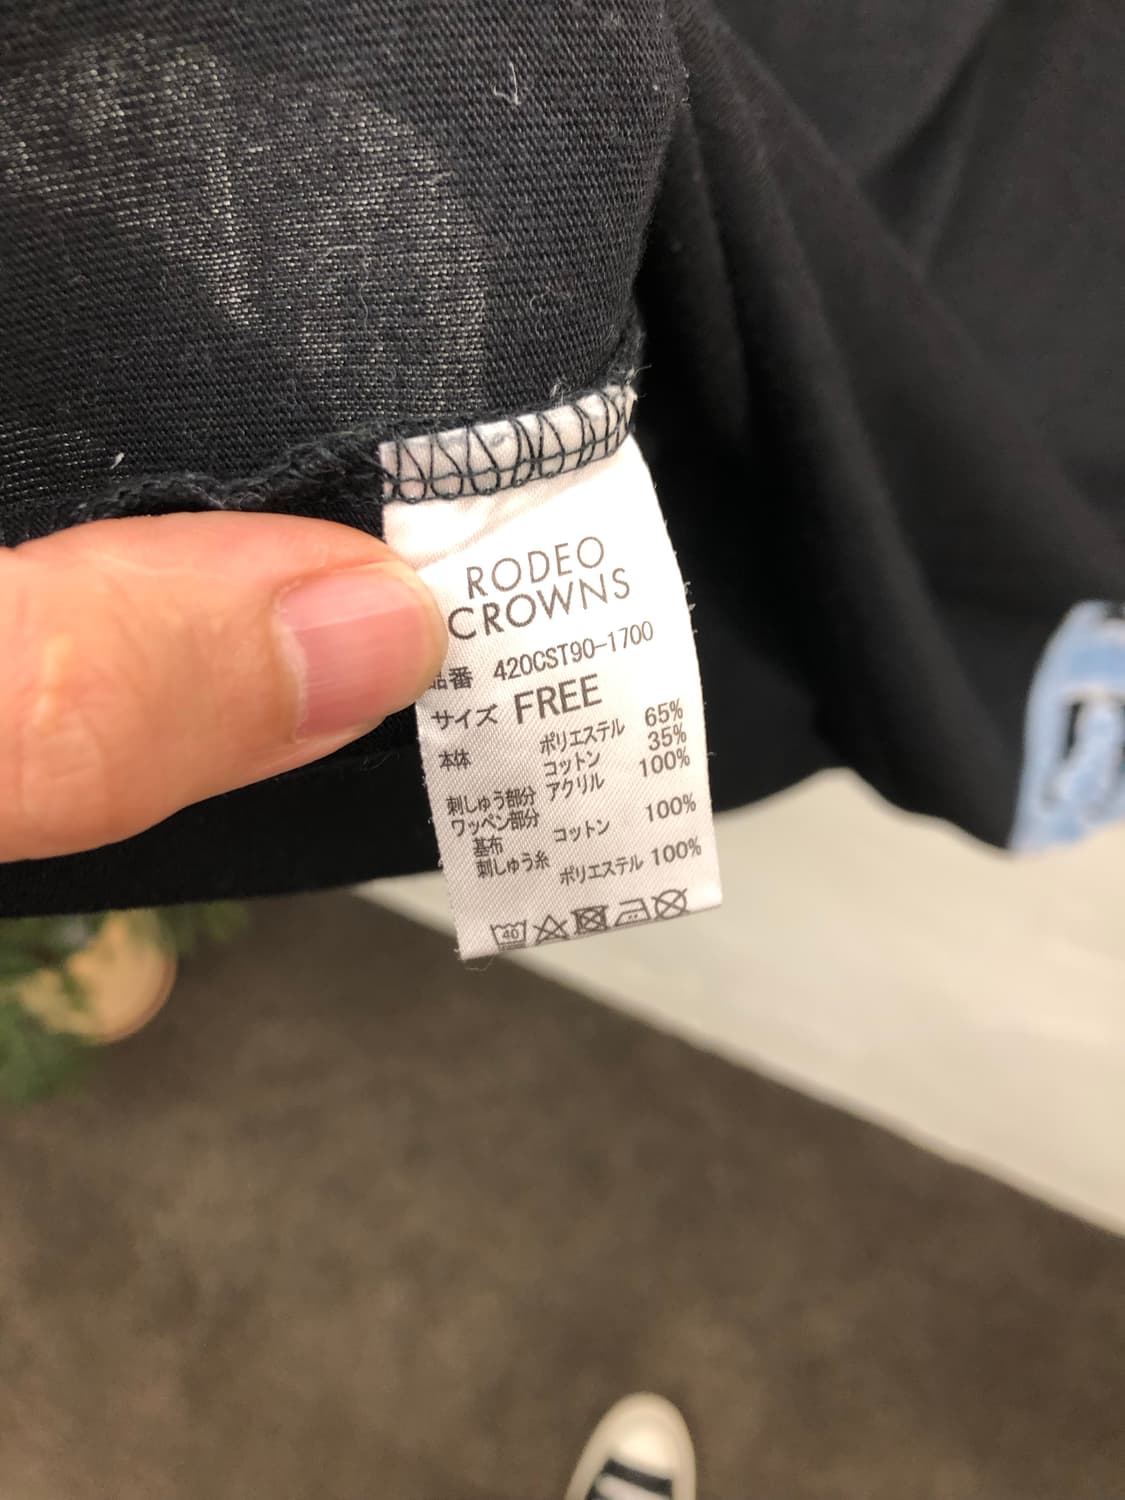 RODEO
CROWNS
品番 420CST90-1700
サイズ FREE
本体 ポリエステル 65%
コットン 35%
刺しゅう部分 アクリル 100%
ワッペン部分
基布 コットン 100%
刺しゅう糸 ポリエステル 100%
40